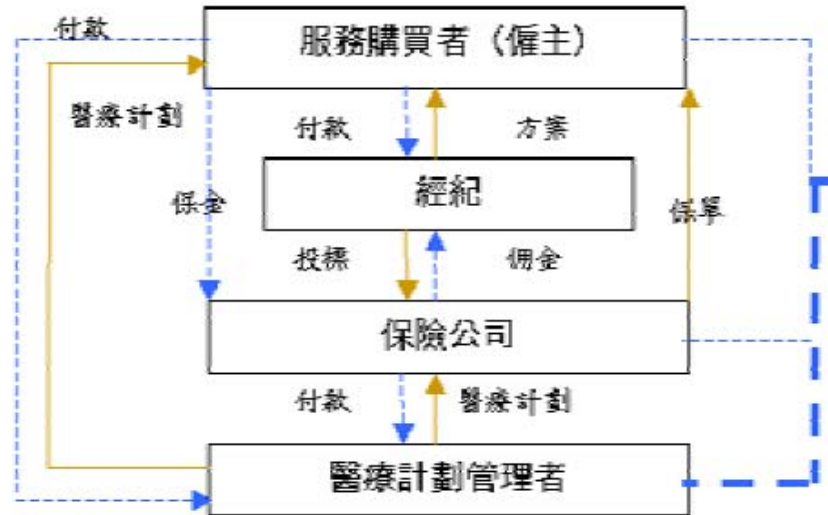 付款
服務購買者（僱主）
醫療計劃
付款
方案
保金
經紀
保單
投標
佣金
保險公司
付款
醫療計劃
醫療計劃管理者